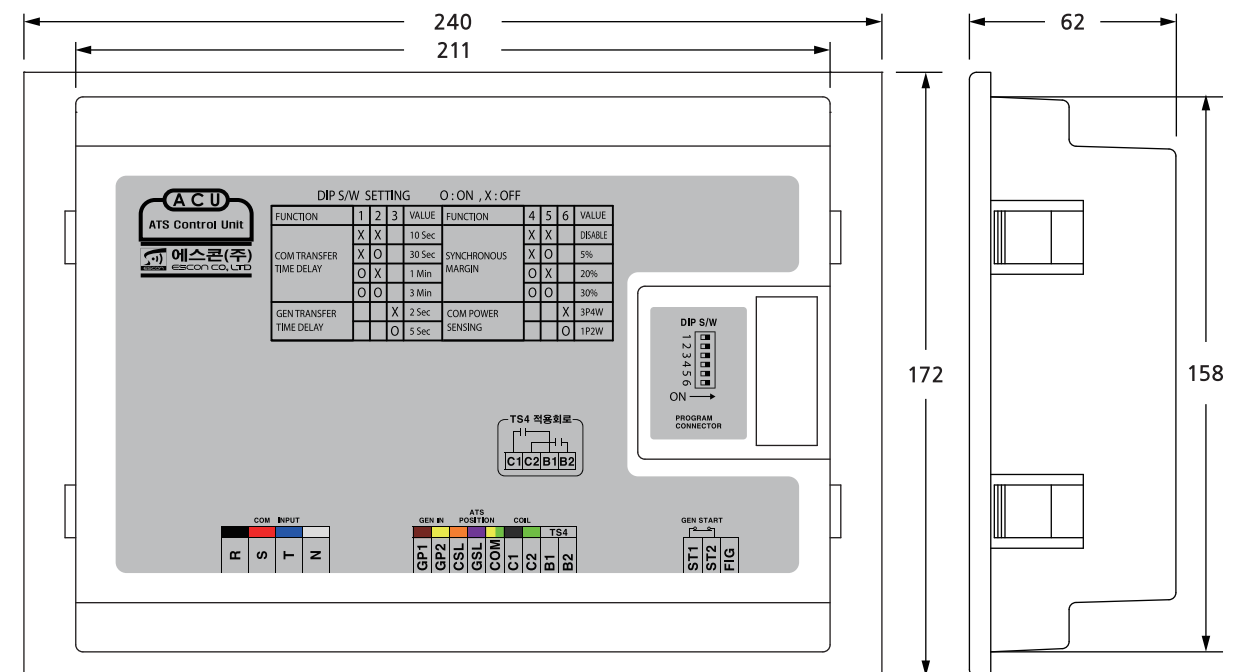 240
211
62
172
158
ACU
ATS Control Unit
에스콘(주)
ESCON CO., LTD
DIP S/W SETTING O : ON , X : OFF
FUNCTION 1 2 3 VALUE FUNCTION 4 5 6 VALUE
COM TRANSFER TIME DELAY X X 10 Sec SYNCHRONOUS MARGIN X X DISABLE
X O 30 Sec X O 5%
O X 1 Min O X 20%
O O 3 Min O O 30%
GEN TRANSFER TIME DELAY X 2 Sec COM POWER SENSING X 3P4W
O 5 Sec O 1P2W
DIP S/W
1 2 3 4 5 6
ON
PROGRAM
CONNECTOR
TS4 적용회로
C1 C2 B1 B2
COM INPUT
R S T N
GEN IN ATS POSITION COIL TS4
GP1 GP2 CSL GSL COM C1 C2 B1 B2
GEN START
ST1 ST2 FIG